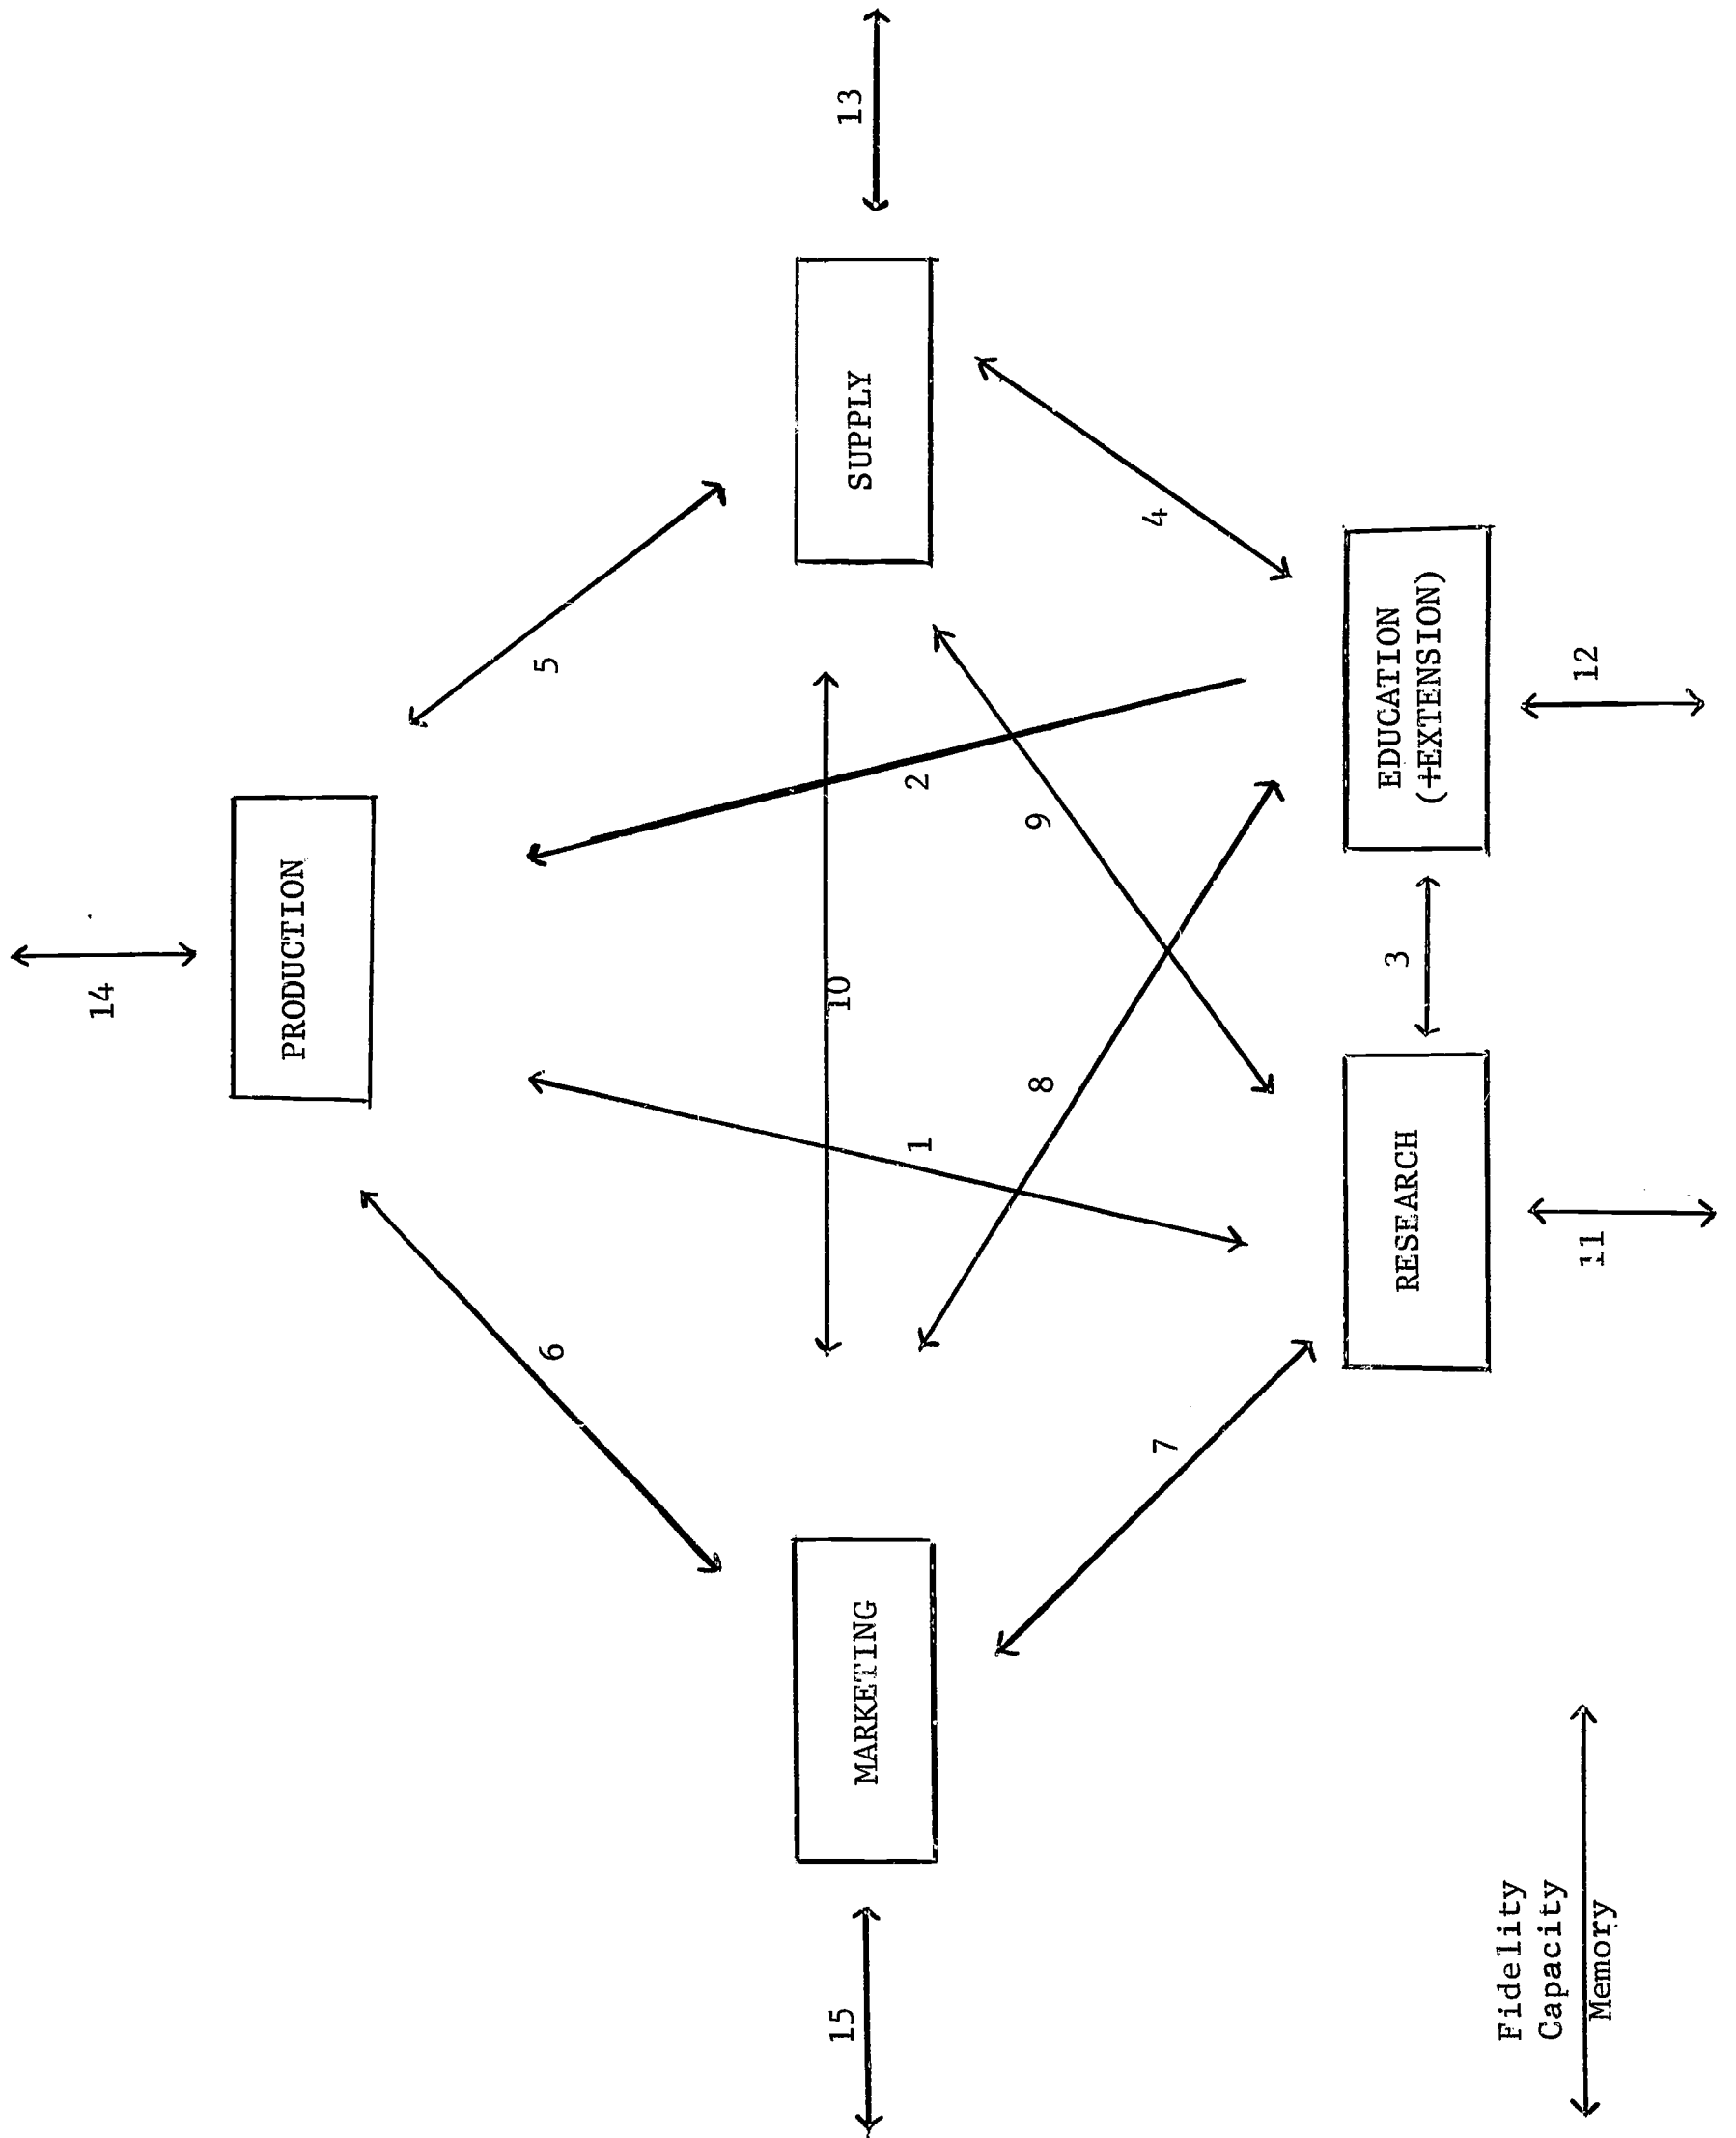 14
PRODUCTION
6
5
15
MARKETING
10
SUPPLY
13
1
2
8
9
7
4
RESEARCH
3
EDUCATION
(+EXTENSION)
Fidelity
Capacity
Memory
11
12